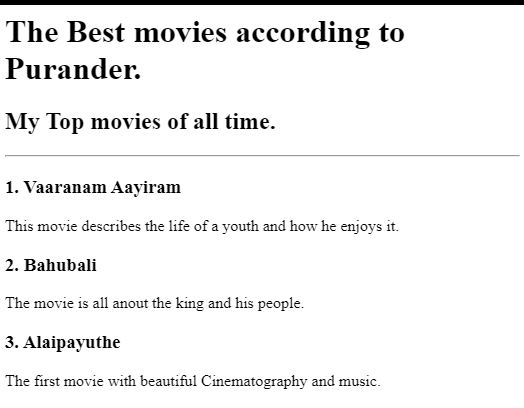 The Best movies according to
Purander.
My Top movies of all time.
1. Vaaranam Aayiram
This movie describes the life of a youth and how he enjoys it.
2. Bahubali
The movie is all anout the king and his people.
3. Alaipayuthe
The first movie with beautiful Cinematography and music.